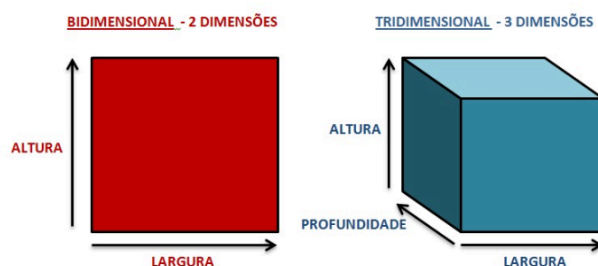 BIDIMENSIONAL - 2 DIMENSÕES
TRIDIMENSIONAL - 3 DIMENSÕES
ALTURA
LARGURA
ALTURA
PROFUNDIDADE
LARGURA